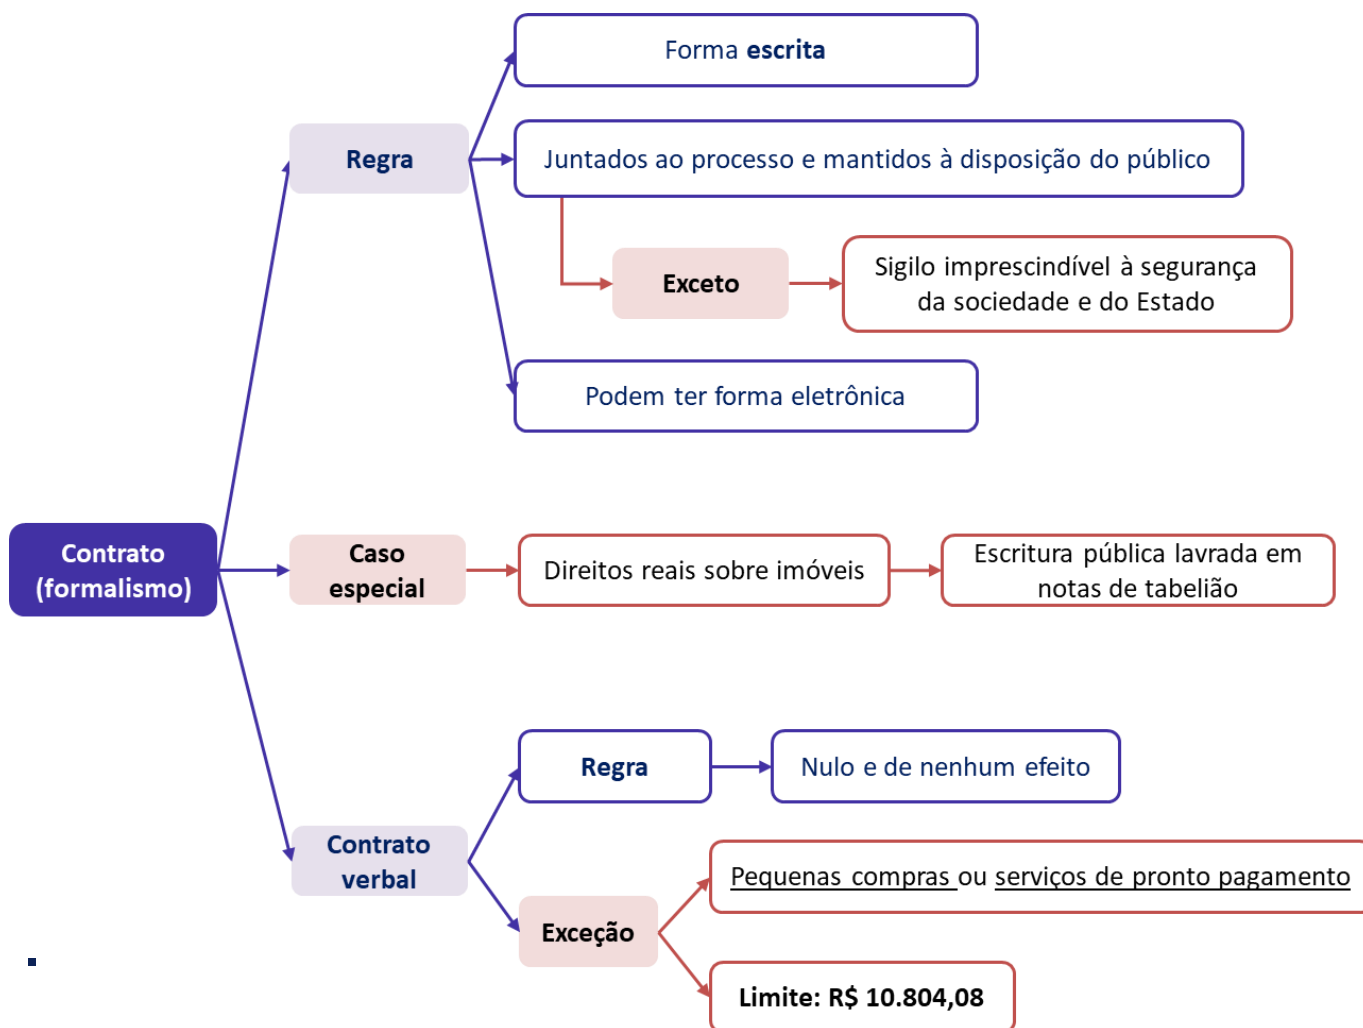 Forma escrita
Regra
Juntados ao processo e mantidos à disposição do público
Exceto
Sigilo imprescindível à segurança
da sociedade e do Estado
Podem ter forma eletrônica
Contrato
(formalismo)
Caso
especial
Direitos reais sobre imóveis
Escritura pública lavrada em
notas de tabelião
Regra
Nulo e de nenhum efeito
Contrato
verbal
Pequenas compras ou serviços de pronto pagamento
Exceção
Limite: R$ 10.804,08